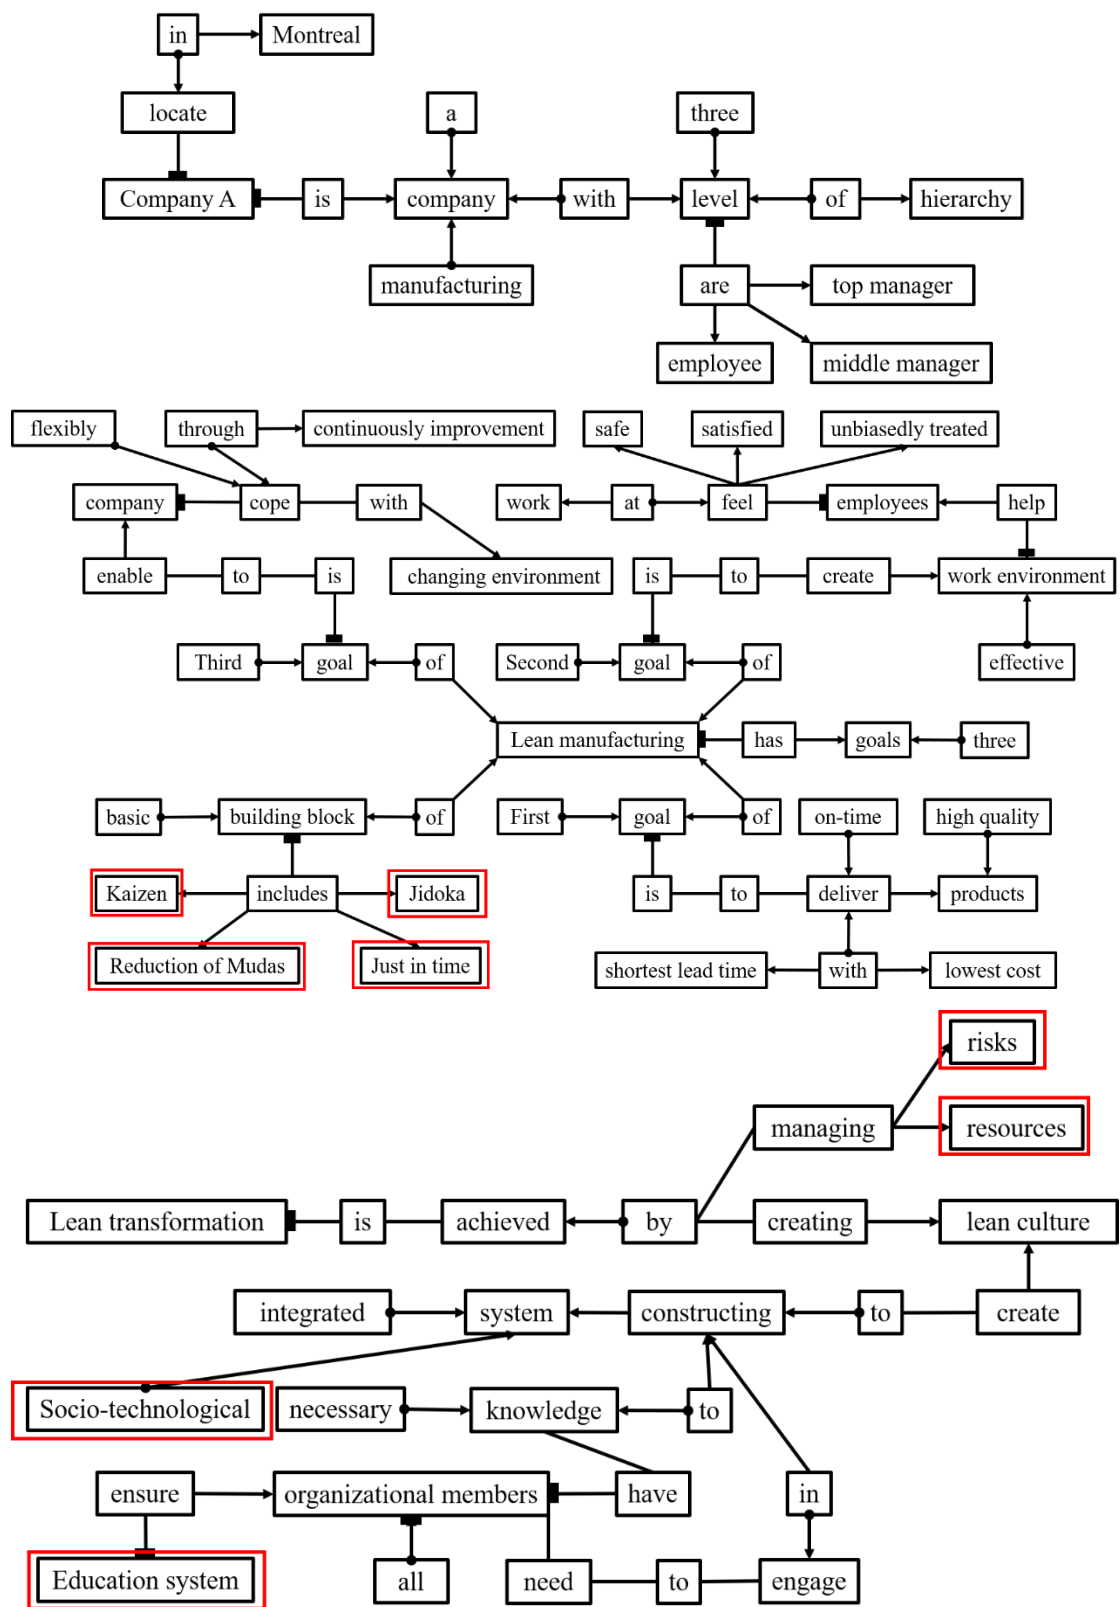 in Montreal
locate a three
Company A is company with level of hierarchy
manufacturing are top manager
employee middle manager
flexibly through continuously improvement safe satisfied unbiasedly treated
company cope with work at feel employees help
enable to is changing environment is to create work environment
Third goal of Second goal of effective
Lean manufacturing has goals three
basic building block of First goal of on-time high quality
Kaizen includes Jidoka is to deliver products
Reduction of Mudas Just in time shortest lead time with lowest cost
risks
managing resources
Lean transformation is achieved by creating lean culture
integrated system constructing to create
Socio-technological necessary knowledge to
ensure organizational members have in
Education system all need to engage